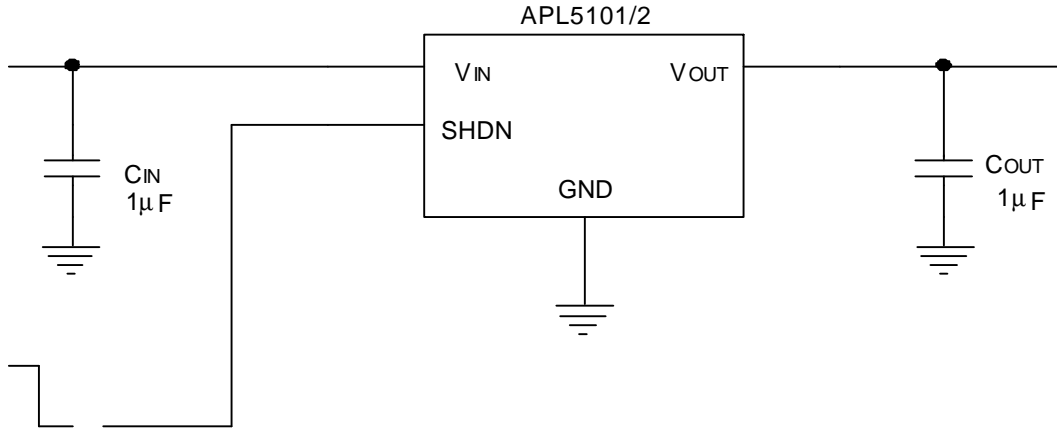 APL5101/2
VIN
VOUT
SHDN
GND
CIN
1μF
COUT
1μF